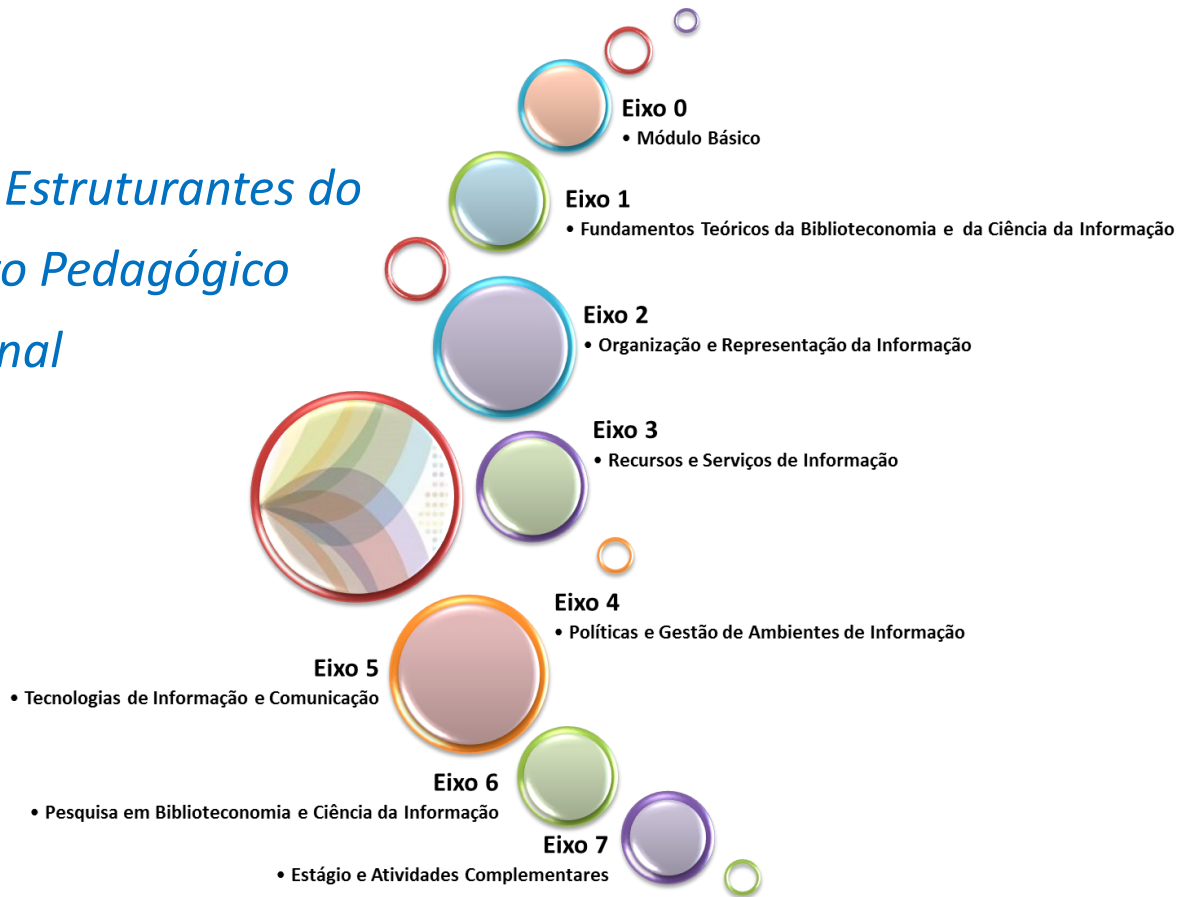 Estruturantes do
Pedagógico
Eixo 0
• Módulo Básico
Eixo 1
• Fundamentos Teóricos da Biblioteconomia e da Ciência da Informação
Eixo 2
• Organização e Representação da Informação
Eixo 3
• Recursos e Serviços de Informação
Eixo 4
• Políticas e Gestão de Ambientes de Informação
Eixo 5
• Tecnologias de Informação e Comunicação
Eixo 6
• Pesquisa em Biblioteconomia e Ciência da Informação
Eixo 7
• Estágio e Atividades Complementares